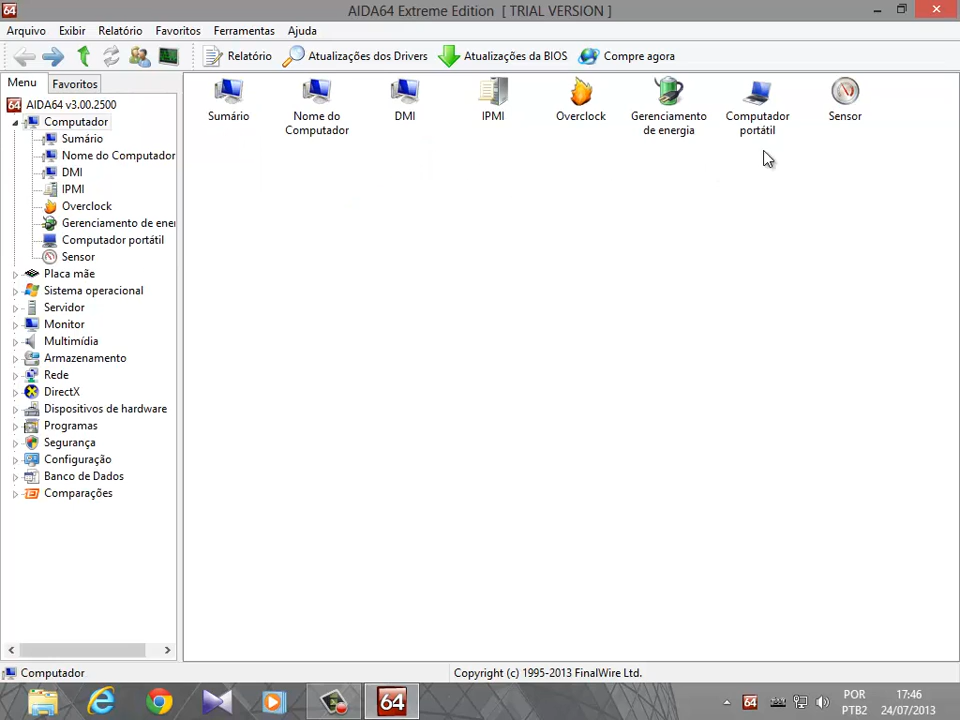 64
AIDA64 Extreme Edition [ TRIAL VERSION ]
Arquivo Exibir Relatório Favoritos Ferramentas Ajuda
Relatório Atualizações dos Drivers Atualizações da BIOS Compre agora
Menu Favoritos
64 AIDA64 v3.00.2500
Computador
Sumário
Nome do Computador
DMI
IPMI
Overclock
Gerenciamento de ener
Computador portátil
Sensor
Placa mãe
Sistema operacional
Servidor
Monitor
Multimídia
Armazenamento
Rede
DirectX
Dispositivos de hardware
Programas
Segurança
Configuração
Banco de Dados
Comparações
Sumário
Nome do
Computador
DMI
IPMI
Overclock
Gerenciamento
de energia
Computador
portátil
Sensor
Computador
Copyright (c) 1995-2013 FinalWire Ltd.
64
64
POR
PTB2
17:46
24/07/2013